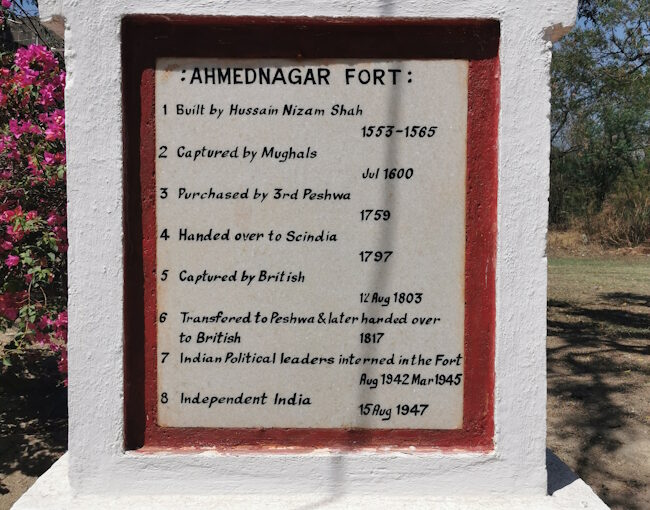 :AHMEDNAGAR FORT:
1 Built by Hussain Nizam Shah
1553-1565
2 Captured by Mughals
Jul 1600
3 Purchased by 3rd Peshwa
1759
4 Handed over to Scindia
1797
5 Captured by British
12 Aug 1803
6 Transfered to Peshwa & later handed over
to British 1817
7 Indian Political leaders interned in the Fort
Aug 1942 Mar 1945
8 Independent India
15 Aug 1947